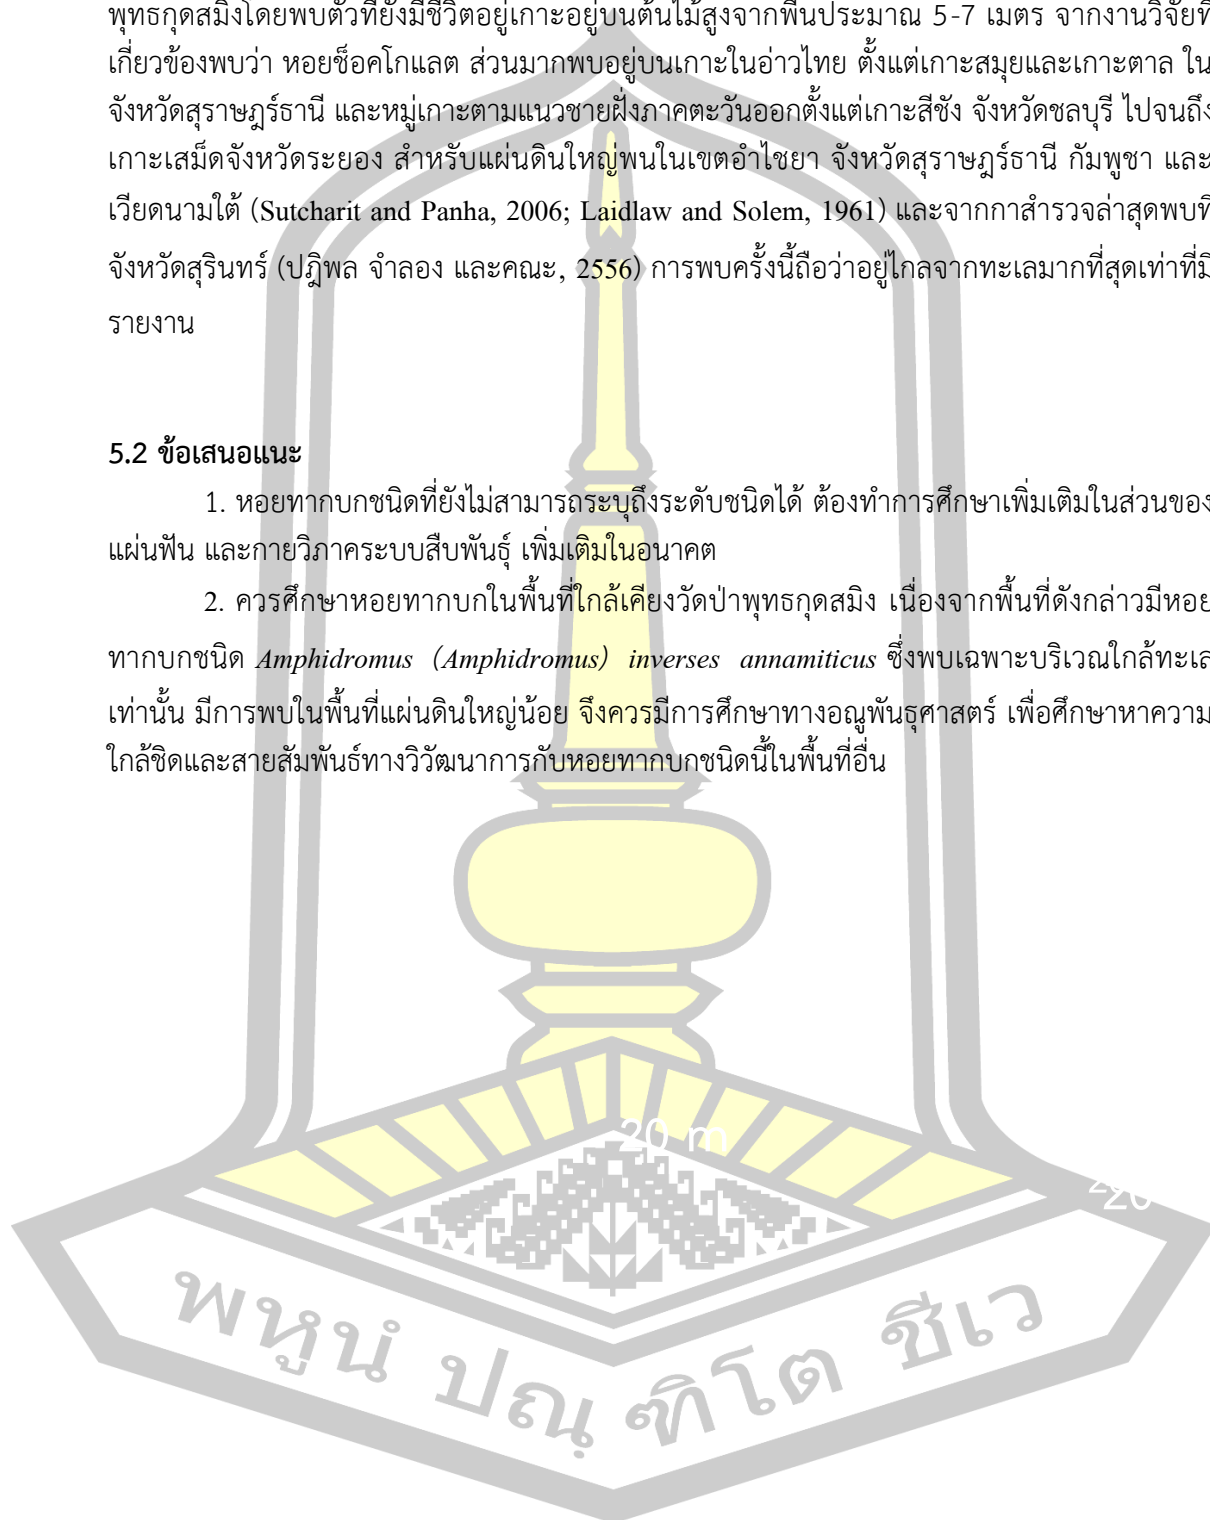 พุทธกุดสมิงโดยพบตัวที่ยังมีชีวิตอยู่เกาะอยู่บนต้นไม้สูงจากพื้นประมาณ 5-7 เมตร จากงานวิจัยที่
เกี่ยวข้องพบว่า หอยช็อคโกแลต ส่วนมากพบอยู่บนเกาะในอ่าวไทย ตั้งแต่เกาะสมุยและเกาะตาล ใน
จังหวัดสุราษฎร์ธานี และหมู่เกาะตามแนวชายฝั่งภาคตะวันออกตั้งแต่เกาะสีชัง จังหวัดชลบุรี ไปจนถึง
เกาะเสม็ดจังหวัดระยอง สำหรับแผ่นดินใหญ่พบในเขตอำไชยา จังหวัดสุราษฎร์ธานี กัมพูชา และ
เวียดนามใต้ (Sutcharit and Panha, 2006; Laidlaw and Solem, 1961) และจากกาสำรวจล่าสุดพบที่
จังหวัดสุรินทร์ (ปฎิพล จำลอง และคณะ, 2556) การพบครั้งนี้ถือว่าอยู่ไกลจากทะเลมากที่สุดเท่าที่มี
รายงาน
5.2 ข้อเสนอแนะ
1. หอยทากบกชนิดที่ยังไม่สามารถระบุถึงระดับชนิดได้ ต้องทำการศึกษาเพิ่มเติมในส่วนของ
แผ่นฟัน และกายวิภาคระบบสืบพันธุ์ เพิ่มเติมในอนาคต
2. ควรศึกษาหอยทากบกในพื้นที่ใกล้เคียงวัดป่าพุทธกุดสมิง เนื่องจากพื้นที่ดังกล่าวมีหอย
ทากบกชนิด Amphidromus (Amphidromus) inverses annamiticus ซึ่งพบเฉพาะบริเวณใกล้ทะเล
เท่านั้น มีการพบในพื้นที่แผ่นดินใหญ่น้อย จึงควรมีการศึกษาทางอณูพันธุศาสตร์ เพื่อศึกษาหาความ
ใกล้ชิดและสายสัมพันธ์ทางวิวัฒนาการกับหอยทากบกชนิดนี้ในพื้นที่อื่น
20 m
20
พหูนํ ปณฺฑิโต ชีเว